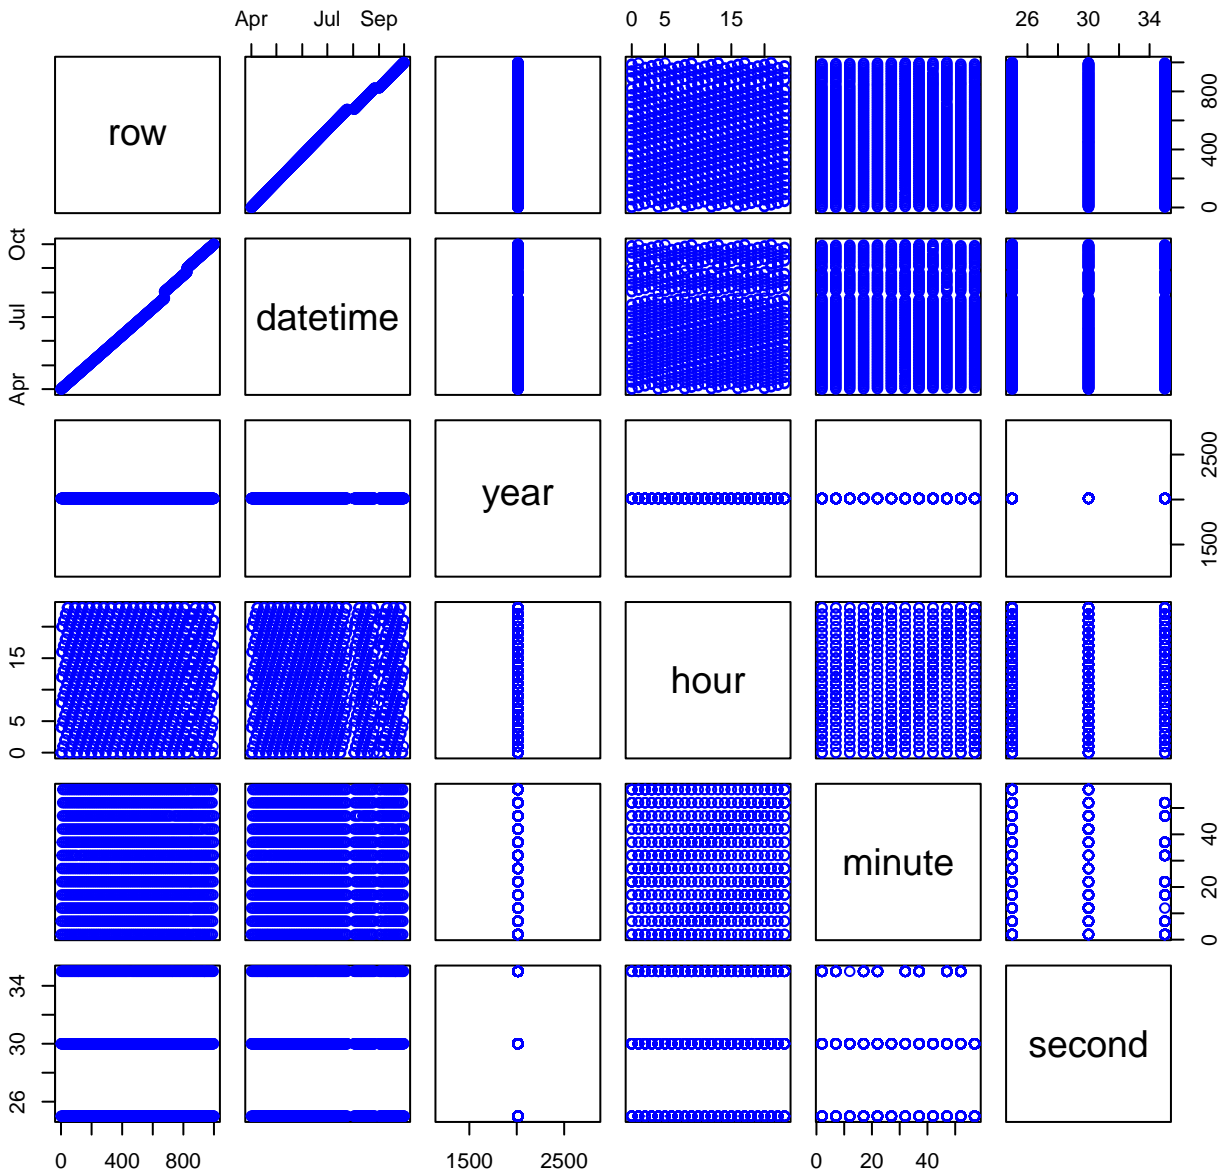 Apr Jul Sep 0 5 15 26 30 34
row
0 400 800
datetime
Apr Jul Oct
year
1500 2500
hour
0 5 15
minute
0 20 40
second
26 30 34
0 400 800 1500 2500 0 20 40